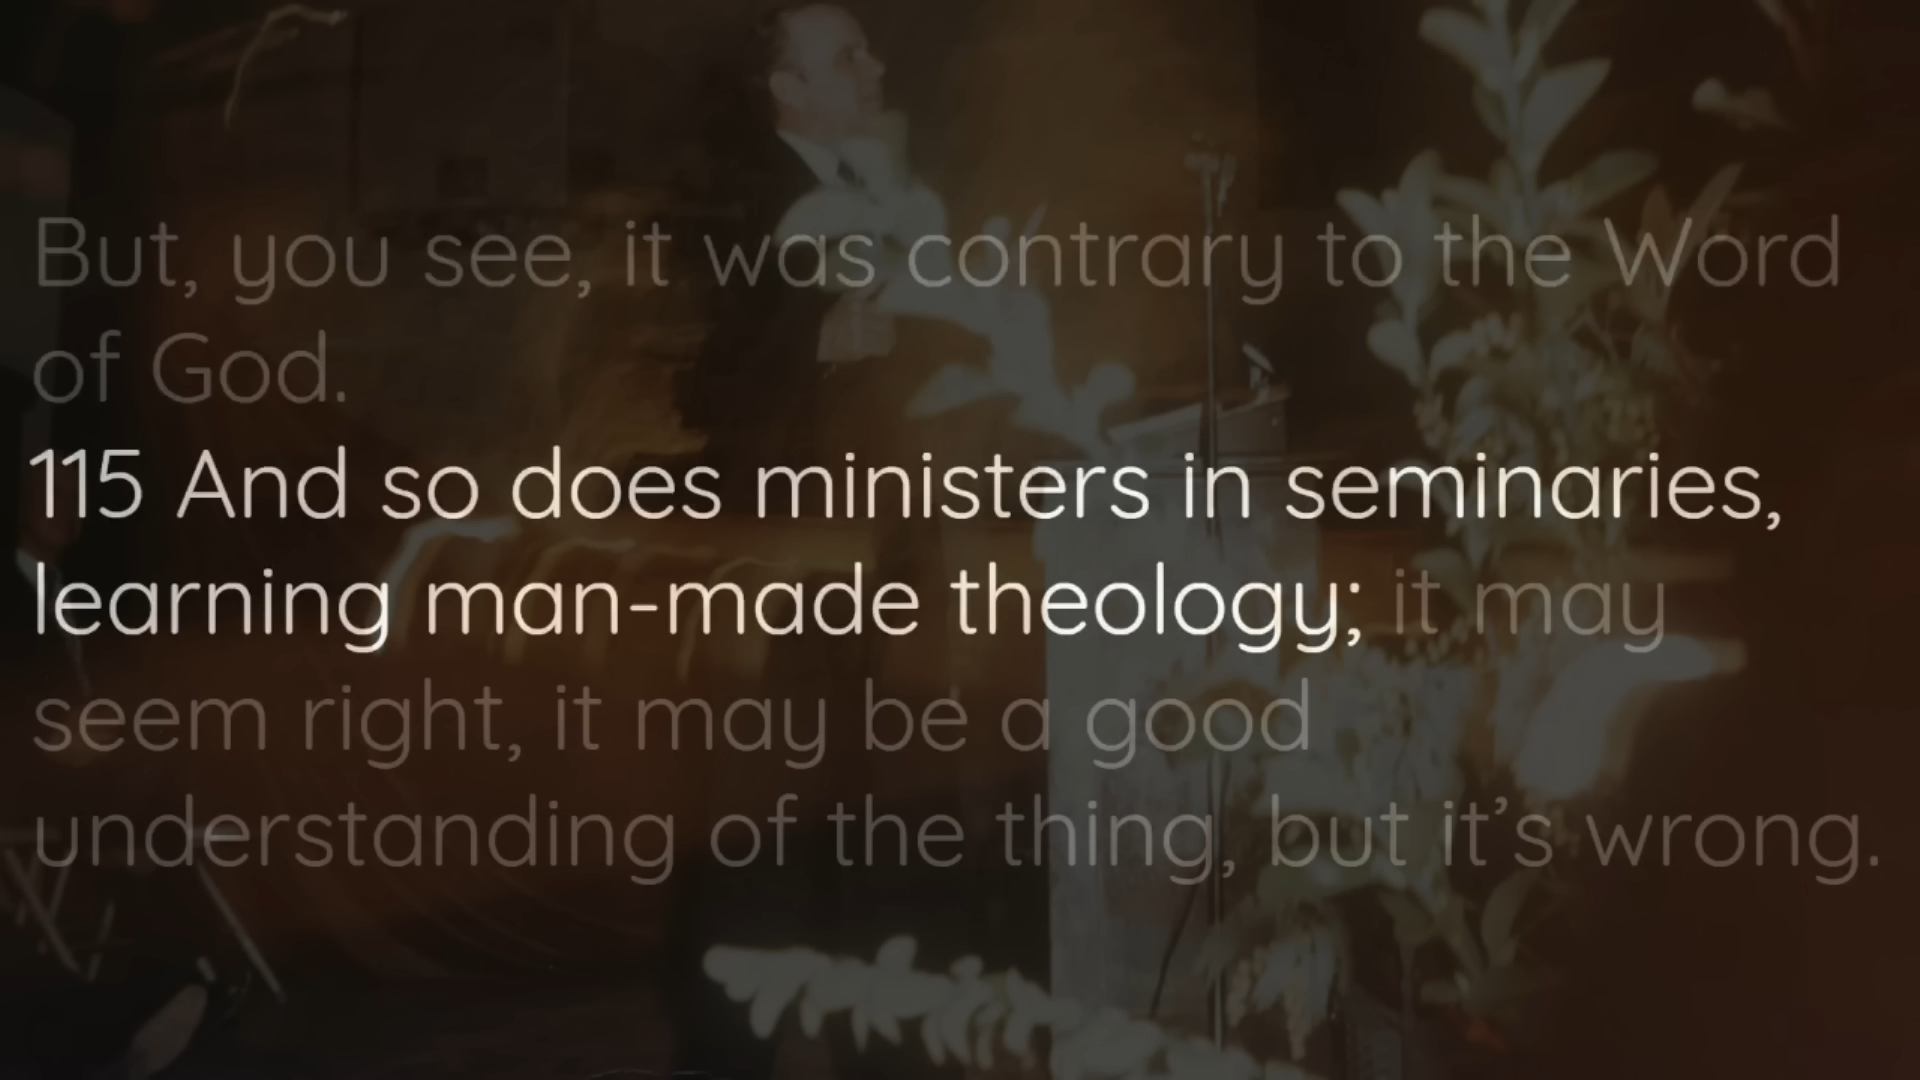 But, you see, it was contrary to the Word
of God.
115 And so does ministers in seminaries,
learning man-made theology; it may
seem right, it may be a good
understanding of the thing, but it’s wrong.